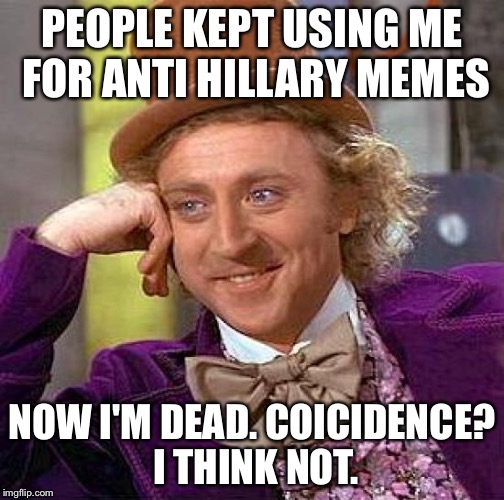 PEOPLE KEPT USING ME
FOR ANTI HILLARY MEMES
NOW I'M DEAD. COICIDENCE?
I THINK NOT.
imgflip.com